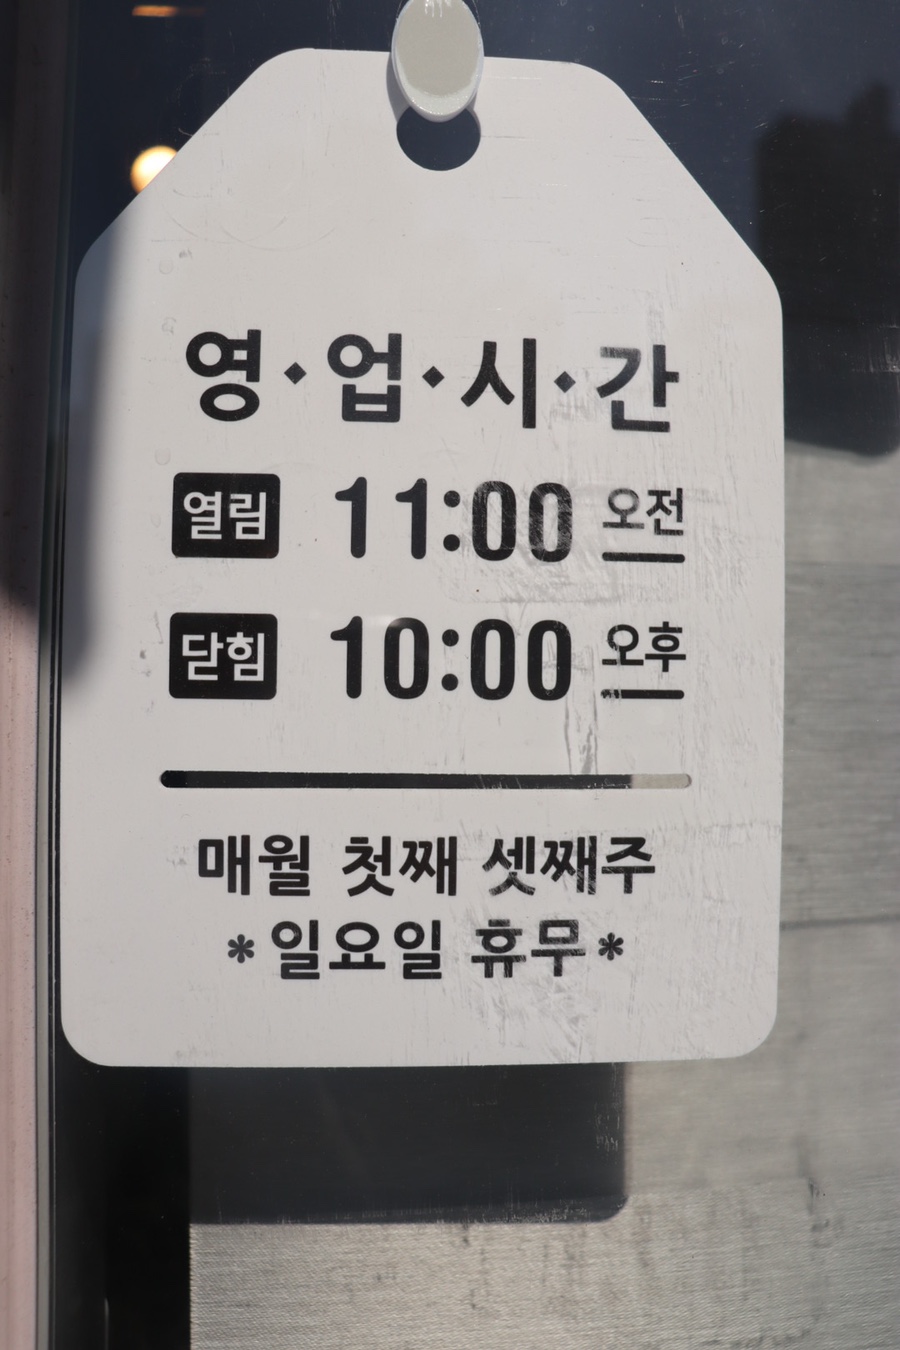 영·업·시·간
열림 11:00 오전
닫힘 10:00 오후
매월 첫째 셋째주
*일요일 휴무*